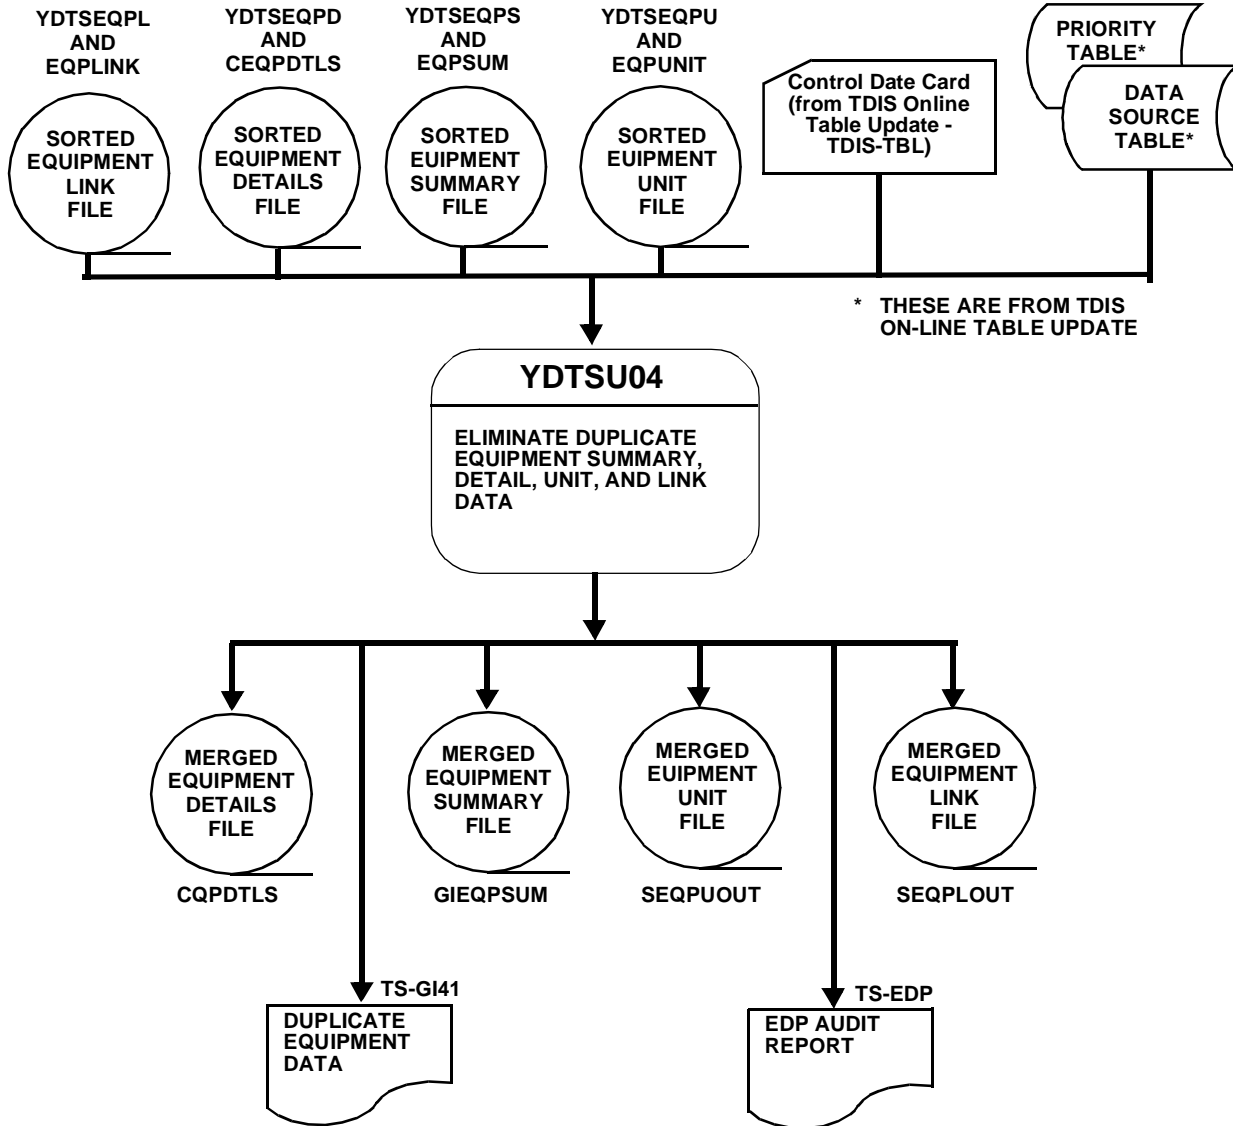 YDTSEQPL
AND
EQPLINK
YDTSEQPD
AND
CEQPDTLS
YDTSEQPS
AND
EQPSUM
YDTSEQPU
AND
EQPUNIT
PRIORITY
TABLE*
SORTED
EQUIPMENT
LINK
FILE
SORTED
EQUIPMENT
DETAILS
FILE
SORTED
EUIPMENT
SUMMARY
FILE
SORTED
EUIPMENT
UNIT
FILE
Control Date Card
(from TDIS Online
Table Update -
TDIS-TBL)
DATA
SOURCE
TABLE*
* THESE ARE FROM TDIS
ON-LINE TABLE UPDATE
YDTSU04
ELIMINATE DUPLICATE
EQUIPMENT SUMMARY,
DETAIL, UNIT, AND LINK
DATA
MERGED
EQUIPMENT
DETAILS
FILE
MERGED
EQUIPMENT
SUMMARY
FILE
MERGED
EUIPMENT
UNIT
FILE
MERGED
EQUIPMENT
LINK
FILE
CQPDTLS
GIEQPSUM
SEQPUOUT
SEQPLOUT
TS-GI41
DUPLICATE
EQUIPMENT
DATA
TS-EDP
EDP AUDIT
REPORT